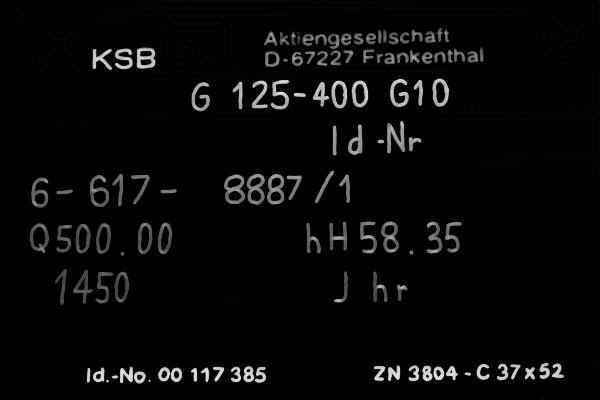 KSB Aktiengesellschaft
D-67227 Frankenthal
G 125-400 G10
Id-Nr
6-617- 8887/1
Q500.00 hH58.35
1450 Jhr
Id.-No. 00 117 385 ZN 3804-C 37x52